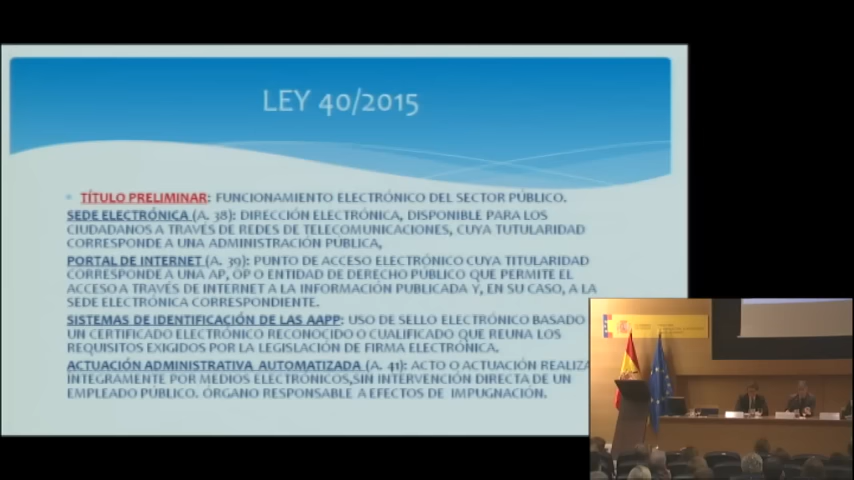 LEY 40/2015
TÍTULO PRELIMINAR: FUNCIONAMIENTO ELECTRÓNICO DEL SECTOR PÚBLICO.
SEDE ELECTRÓNICA (A. 38): DIRECCIÓN ELECTRÓNICA, DISPONIBLE PARA LOS
CIUDADANOS A TRAVÉS DE REDES DE TELECOMUNICACIONES, CUYA TUTULARIDAD
CORRESPONDE A UNA ADMINISTRACIÓN PÚBLICA,
PORTAL DE INTERNET (A. 39): PUNTO DE ACCESO ELECTRÓNICO CUYA TITULARIDAD
CORRESPONDE A UNA AP, OP O ENTIDAD DE DERECHO PÚBLICO QUE PERMITE EL
ACCESO A TRAVÉS DE INTERNET A LA INFORMACIÓN PUBLICADA Y, EN SU CASO, A LA
SEDE ELECTRÓNICA CORRESPONDIENTE.
SISTEMAS DE IDENTIFICACIÓN DE LAS AAPP: USO DE SELLO ELECTRÓNICO BASADO
UN CERTIFICADO ELECTRÓNICO RECONOCIDO O CUALIFICADO QUE REUNA LOS
REQUISITOS EXIGIDOS POR LA LEGISLACIÓN DE FIRMA ELECTRÓNICA.
ACTUACIÓN ADMINISTRATIVA AUTOMATIZADA (A. 41): ACTO O ACTUACIÓN REALIZA
ÍNTEGRAMENTE POR MEDIOS ELECTRÓNICOS,SIN INTERVENCIÓN DIRECTA DE UN
EMPLEADO PÚBLICO. ÓRGANO RESPONSABLE A EFECTOS DE IMPUGNACIÓN.